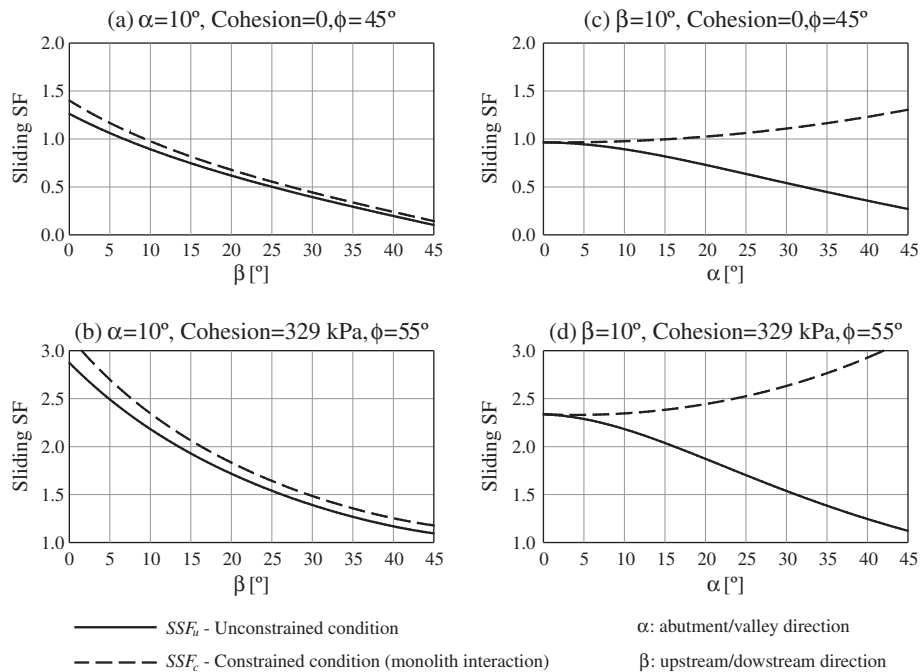 (a) α=10º, Cohesion=0,ϕ=45º
Sliding SF
2.0
1.5
1.0
0.5
0.0
0 5 10 15 20 25 30 35 40 45
β [º]
(c) β=10º, Cohesion=0,ϕ=45º
Sliding SF
2.0
1.5
1.0
0.5
0.0
0 5 10 15 20 25 30 35 40 45
α [º]
(b) α=10º, Cohesion=329 kPa,ϕ=55º
Sliding SF
3.0
2.5
2.0
1.5
1.0
0 5 10 15 20 25 30 35 40 45
β [º]
(d) β=10º, Cohesion=329 kPa,ϕ=55º
Sliding SF
3.0
2.5
2.0
1.5
1.0
0 5 10 15 20 25 30 35 40 45
α [º]
SSFu - Unconstrained condition
α: abutment/valley direction
SSFc - Constrained condition (monolith interaction)
β: upstream/dowstream direction